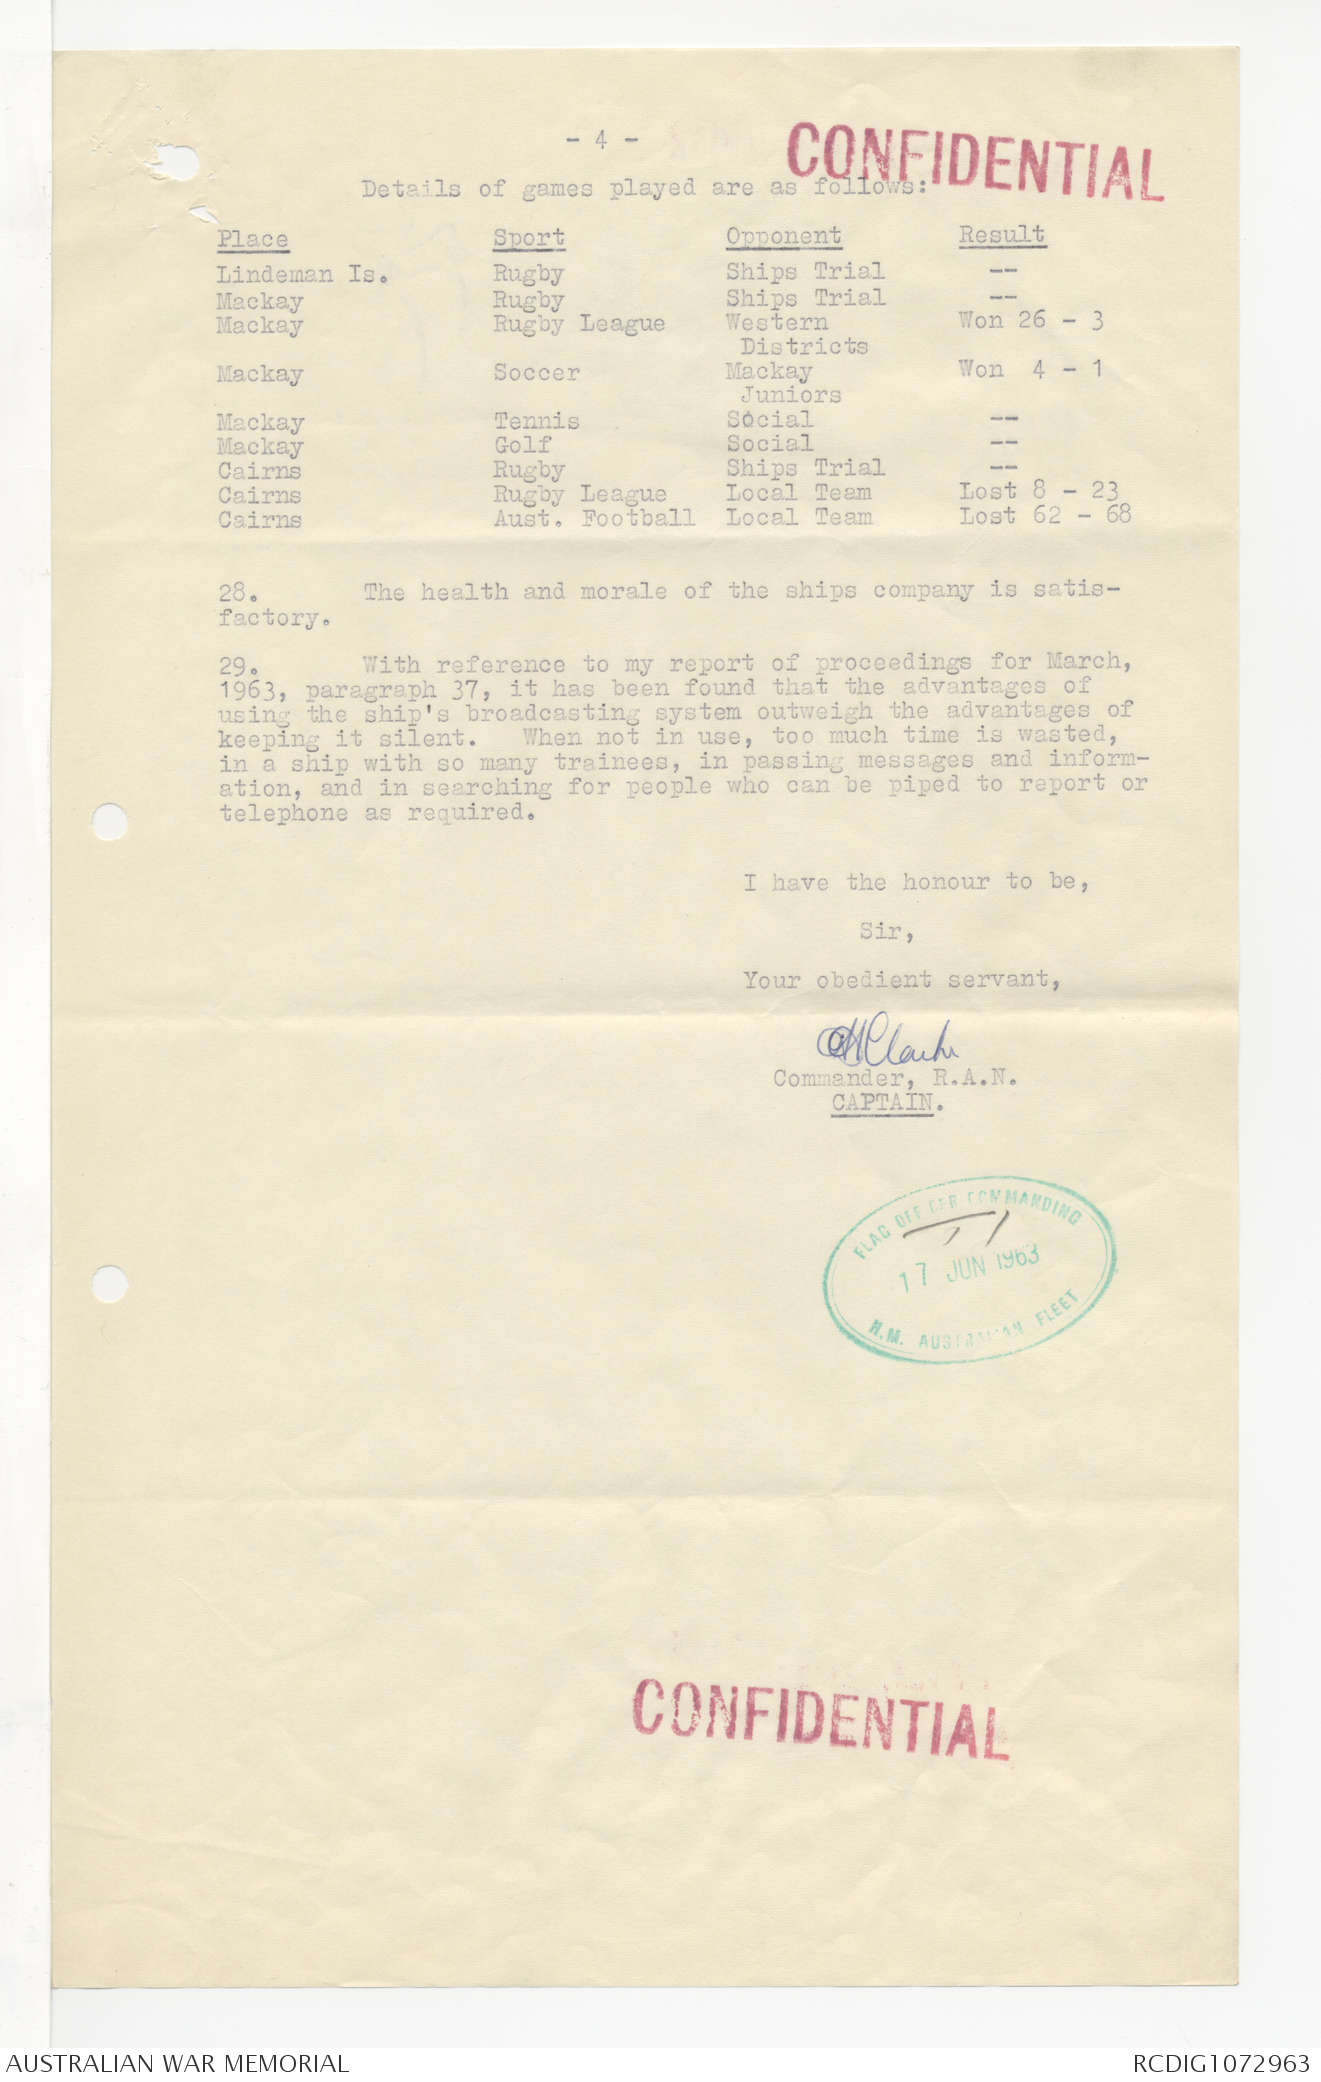 - 4 -
CONFIDENTIAL
Details of games played are as follows:
Place Sport Opponent Result
Lindeman Is. Rugby Ships Trial --
Mackay Rugby Ships Trial --
Mackay Rugby League Western Won 26 - 3
Districts
Mackay Soccer Mackay Won 4 - 1
Juniors
Mackay Tennis Social --
Mackay Golf Social --
Cairns Rugby Ships Trial --
Cairns Rugby League Local Team Lost 8 - 23
Cairns Aust. Football Local Team Lost 62 - 68
28. The health and morale of the ships company is satis-
factory.
29. With reference to my report of proceedings for March,
1963, paragraph 37, it has been found that the advantages of
using the ship's broadcasting system outweigh the advantages of
keeping it silent. When not in use, too much time is wasted,
in a ship with so many trainees, in passing messages and inform-
ation, and in searching for people who can be piped to report or
telephone as required.
I have the honour to be,
Sir,
Your obedient servant,
Clarke
Commander, R.A.N.
CAPTAIN.
FLAG OFFICER COMMANDING
17 JUN 1963
H.M. AUSTRALIAN FLEET
CONFIDENTIAL
AUSTRALIAN WAR MEMORIAL RCDIG1072963